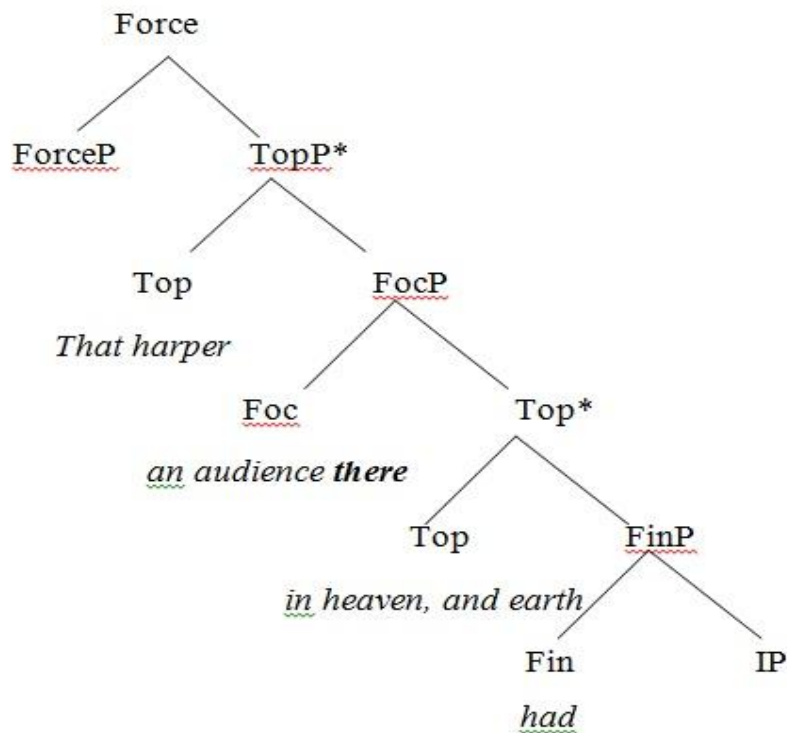 Force
ForceP TopP*
Top FocP
That harper
Foc Top*
an audience there
Top FinP
in heaven, and earth
Fin IP
had